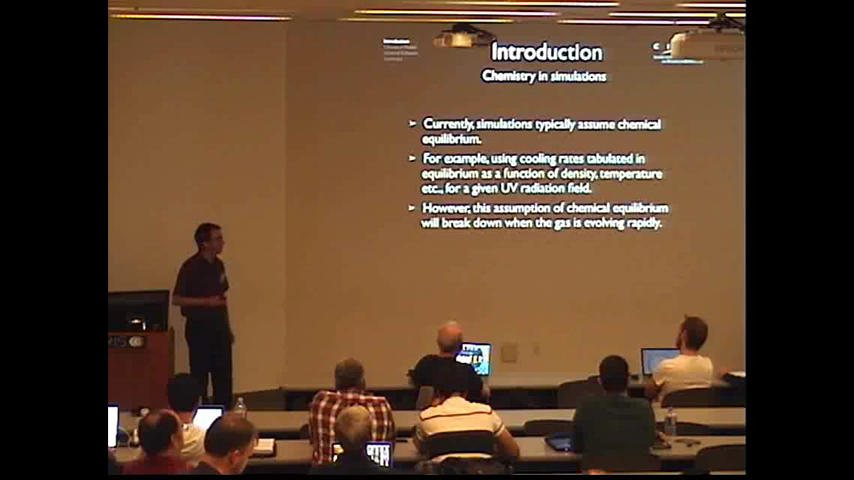 Introduction
Introduction
Chemistry in simulations
➤ Currently, simulations typically assume chemical
equilibrium.
➤ For example, using cooling rates tabulated in
equilibrium as a function of density, temperature
etc., for a given UV radiation field.
➤ However, this assumption of chemical equilibrium
will break down when the gas is evolving rapidly.